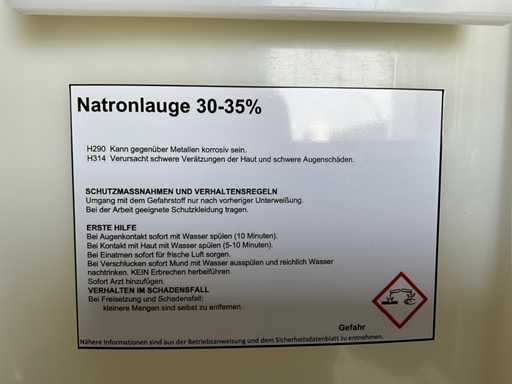 Natronlauge 30-35%
H290 Kann gegenüber Metallen korrosiv sein.
H314 Verursacht schwere Verätzungen der Haut und schwere Augenschäden.
SCHUTZMASSNAHMEN UND VERHALTENSREGELN
Umgang mit dem Gefahrstoff nur nach vorheriger Unterweißung.
Bei der Arbeit geeignete Schutzkleidung tragen.
ERSTE HILFE
Bei Augenkontakt sofort mit Wasser spülen (10 Minuten).
Bei Kontakt mit Haut mit Wasser spülen (5-10 Minuten).
Bei Einatmen sofort für frische Luft sorgen.
Bei Verschlucken sofort Mund mit Wasser ausspülen und reichlich Wasser
nachtrinken. KEIN Erbrechen herbeiführen
Sofort Arzt hinzufügen.
VERHALTEN IM SCHADENSFALL
Bei Freisetzung und Schadensfall:
kleinere Mengen sind selbst zu entfernen.
Gefahr
Nähere Informationen sind aus der Betriebsanweisung und dem Sicherheitsdatenblatt zu entnehmen.